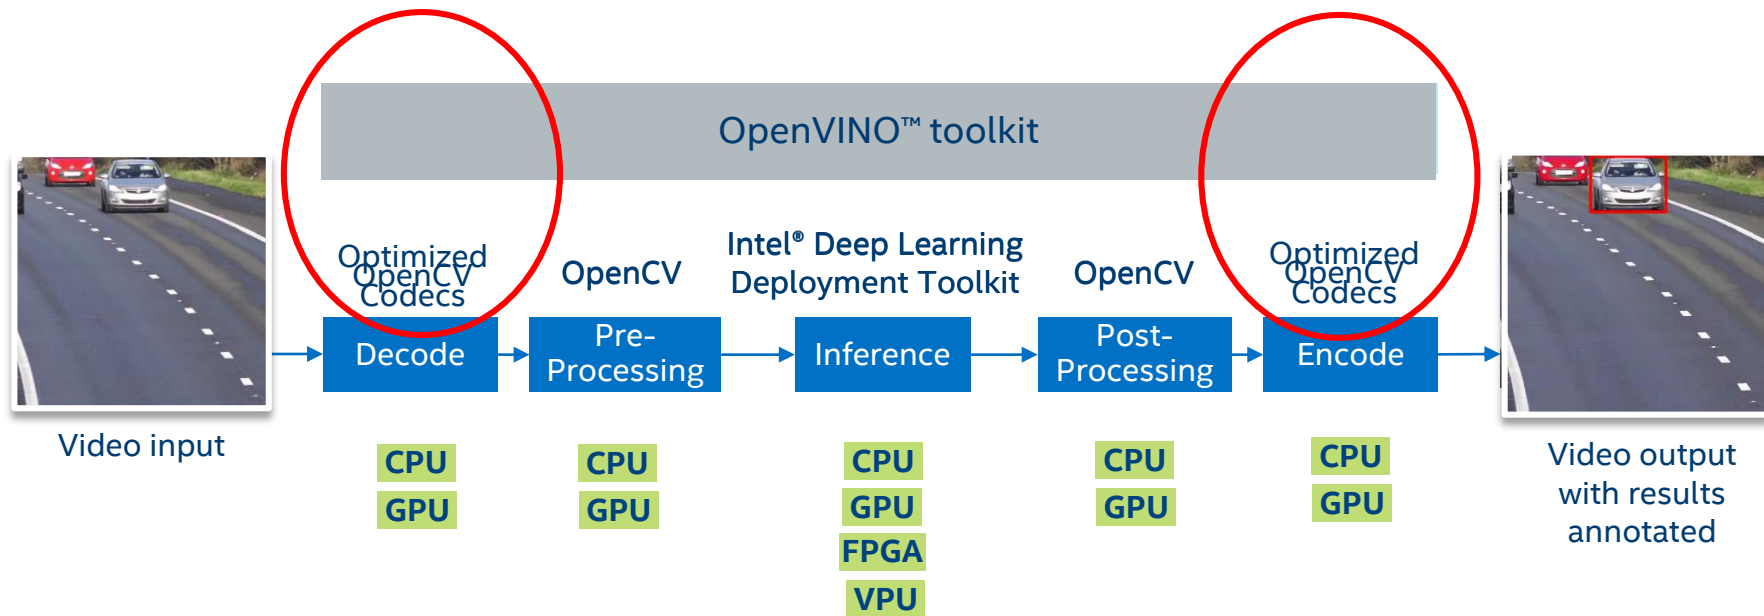 OpenVINO™ toolkit
Optimized
OpenCV
Codecs
OpenCV
Intel® Deep Learning
Deployment Toolkit
OpenCV
Optimized
OpenCV
Codecs
Decode
Pre-
Processing
Inference
Post-
Processing
Encode
Video input
CPU
GPU
CPU
GPU
CPU
GPU
FPGA
VPU
CPU
GPU
CPU
GPU
Video output
with results
annotated